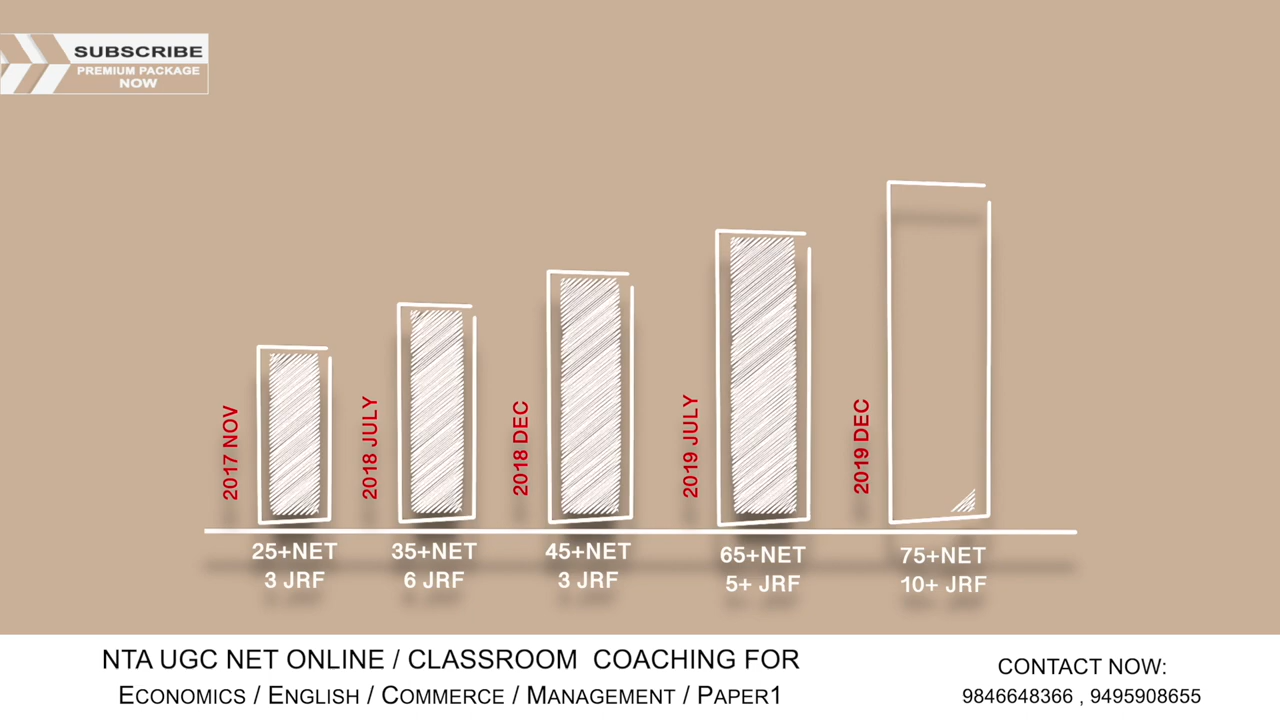 SUBSCRIBE
PREMIUM PACKAGE
NOW
2017 NOV
2018 JULY
2018 DEC
2019 JULY
2019 DEC
25+NET
3 JRF
35+NET
6 JRF
45+NET
3 JRF
65+NET
5+ JRF
75+NET
10+ JRF
NTA UGC NET ONLINE / CLASSROOM COACHING FOR
ECONOMICS / ENGLISH / COMMERCE / MANAGEMENT / PAPER1
CONTACT NOW:
9846648366 , 9495908655